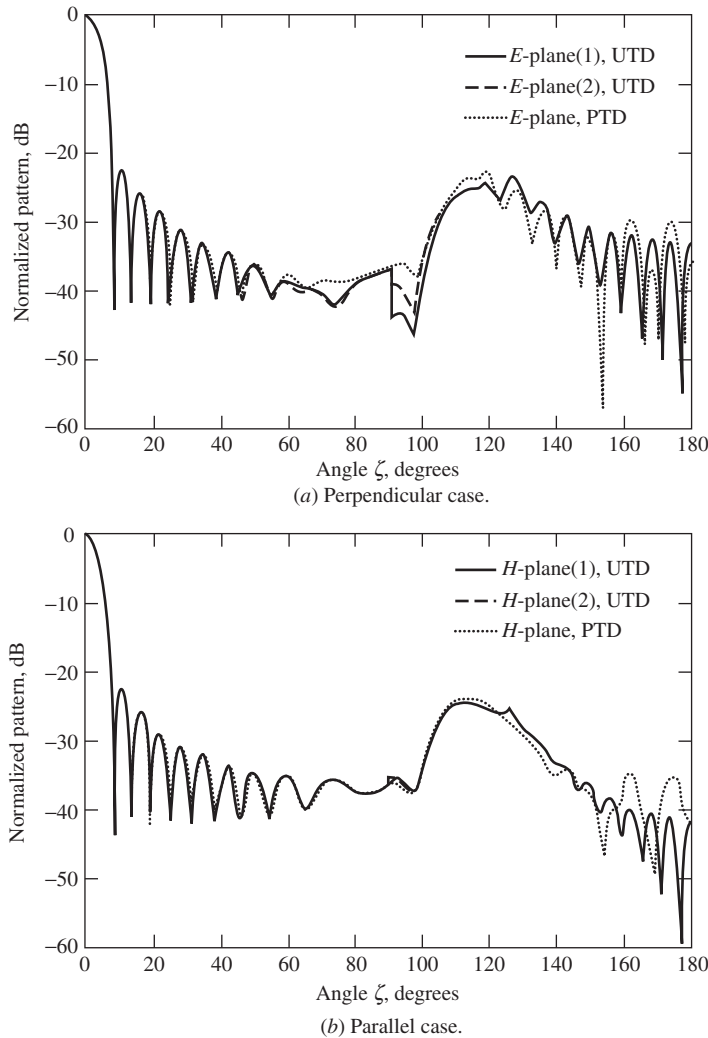 0
−10
−20
−30
−40
−50
−60
Normalized pattern, dB
E-plane(1), UTD
E-plane(2), UTD
E-plane, PTD
0 20 40 60 80 100 120 140 160 180
Angle ζ, degrees
(a) Perpendicular case.
0
−10
−20
−30
−40
−50
−60
Normalized pattern, dB
H-plane(1), UTD
H-plane(2), UTD
H-plane, PTD
0 20 40 60 80 100 120 140 160 180
Angle ζ, degrees
(b) Parallel case.